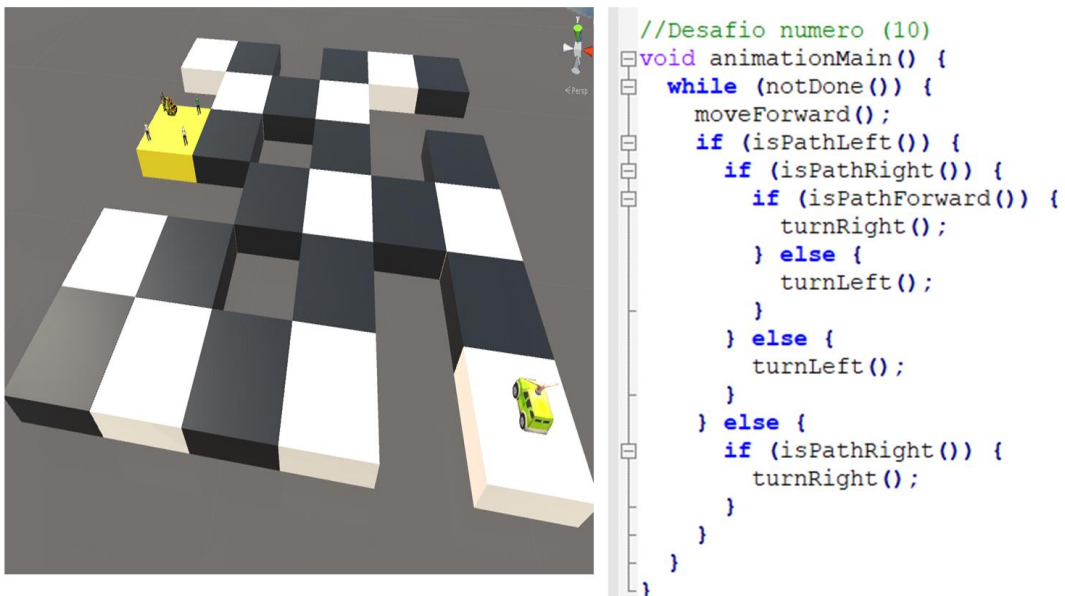 y
< Persp
//Desafio numero (10)
void animationMain() {
while (notDone()) {
moveForward();
if (isPathLeft()) {
if (isPathRight()) {
if (isPathForward()) {
turnRight();
} else {
turnLeft();
}
} else {
turnLeft();
}
} else {
if (isPathRight()) {
turnRight();
}
}
}
}